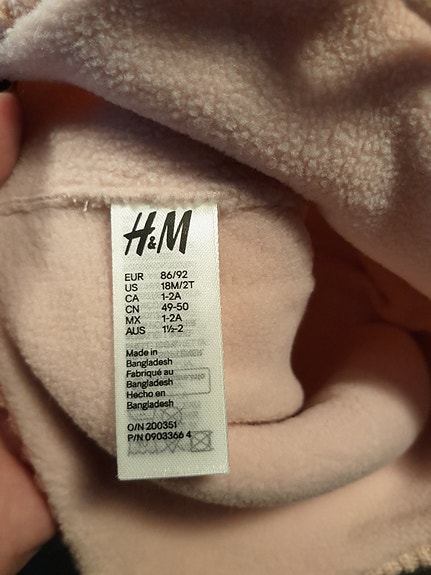 H&M
EUR 86/92
US 18M/2T
CA 1-2A
CN 49-50
MX 1-2A
AUS 1½-2
Made in
Bangladesh
Fabriqué au
Bangladesh
Hecho en
Bangladesh
O/N 200351
P/N 0903366 4